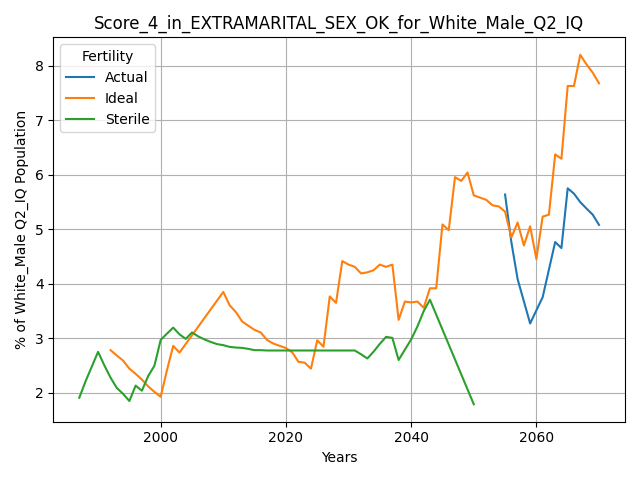 Score_4_in_EXTRAMARITAL_SEX_OK_for_White_Male_Q2_IQ
Fertility
Actual
Ideal
Sterile
% of White_Male Q2_IQ Population
8
7
6
5
4
3
2
2000 2020 2040 2060
Years